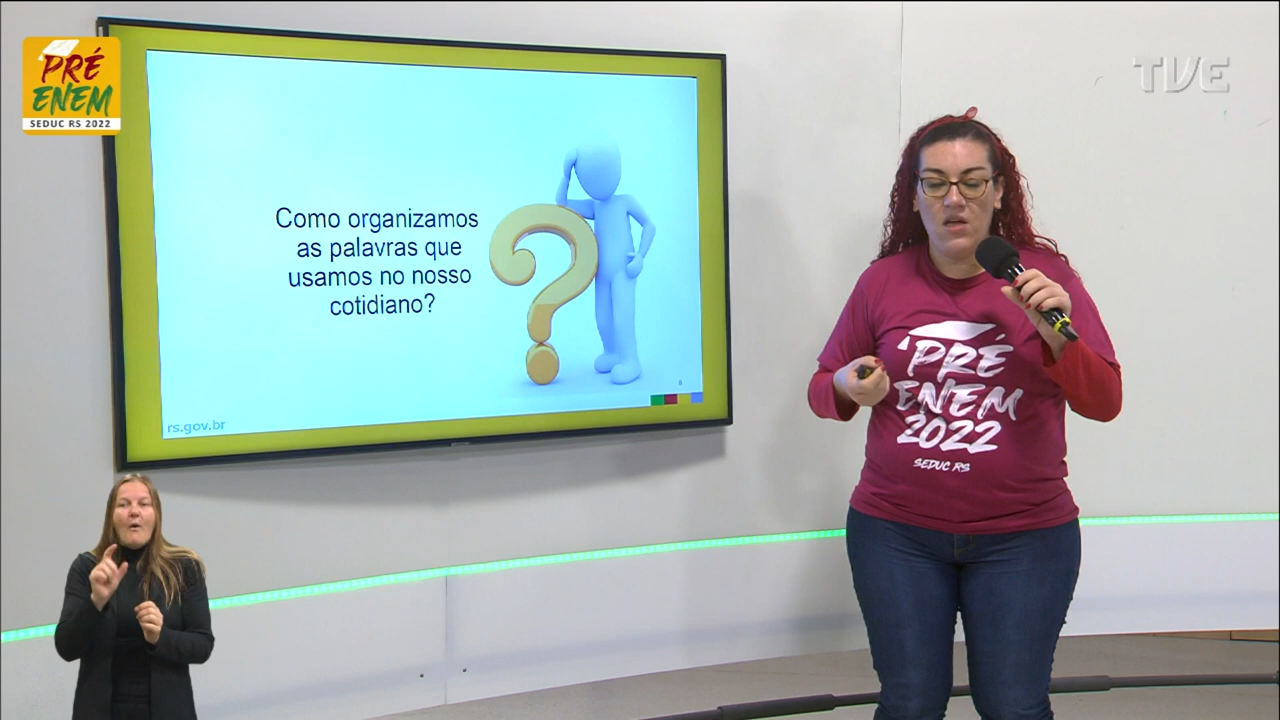 PRÉ
ENEM
SEDUC RS 2022
TVE
Como organizamos
as palavras que
usamos no nosso
cotidiano?
8
rs.gov.br
PRÉ
ENEM
2022
SEDUC RS